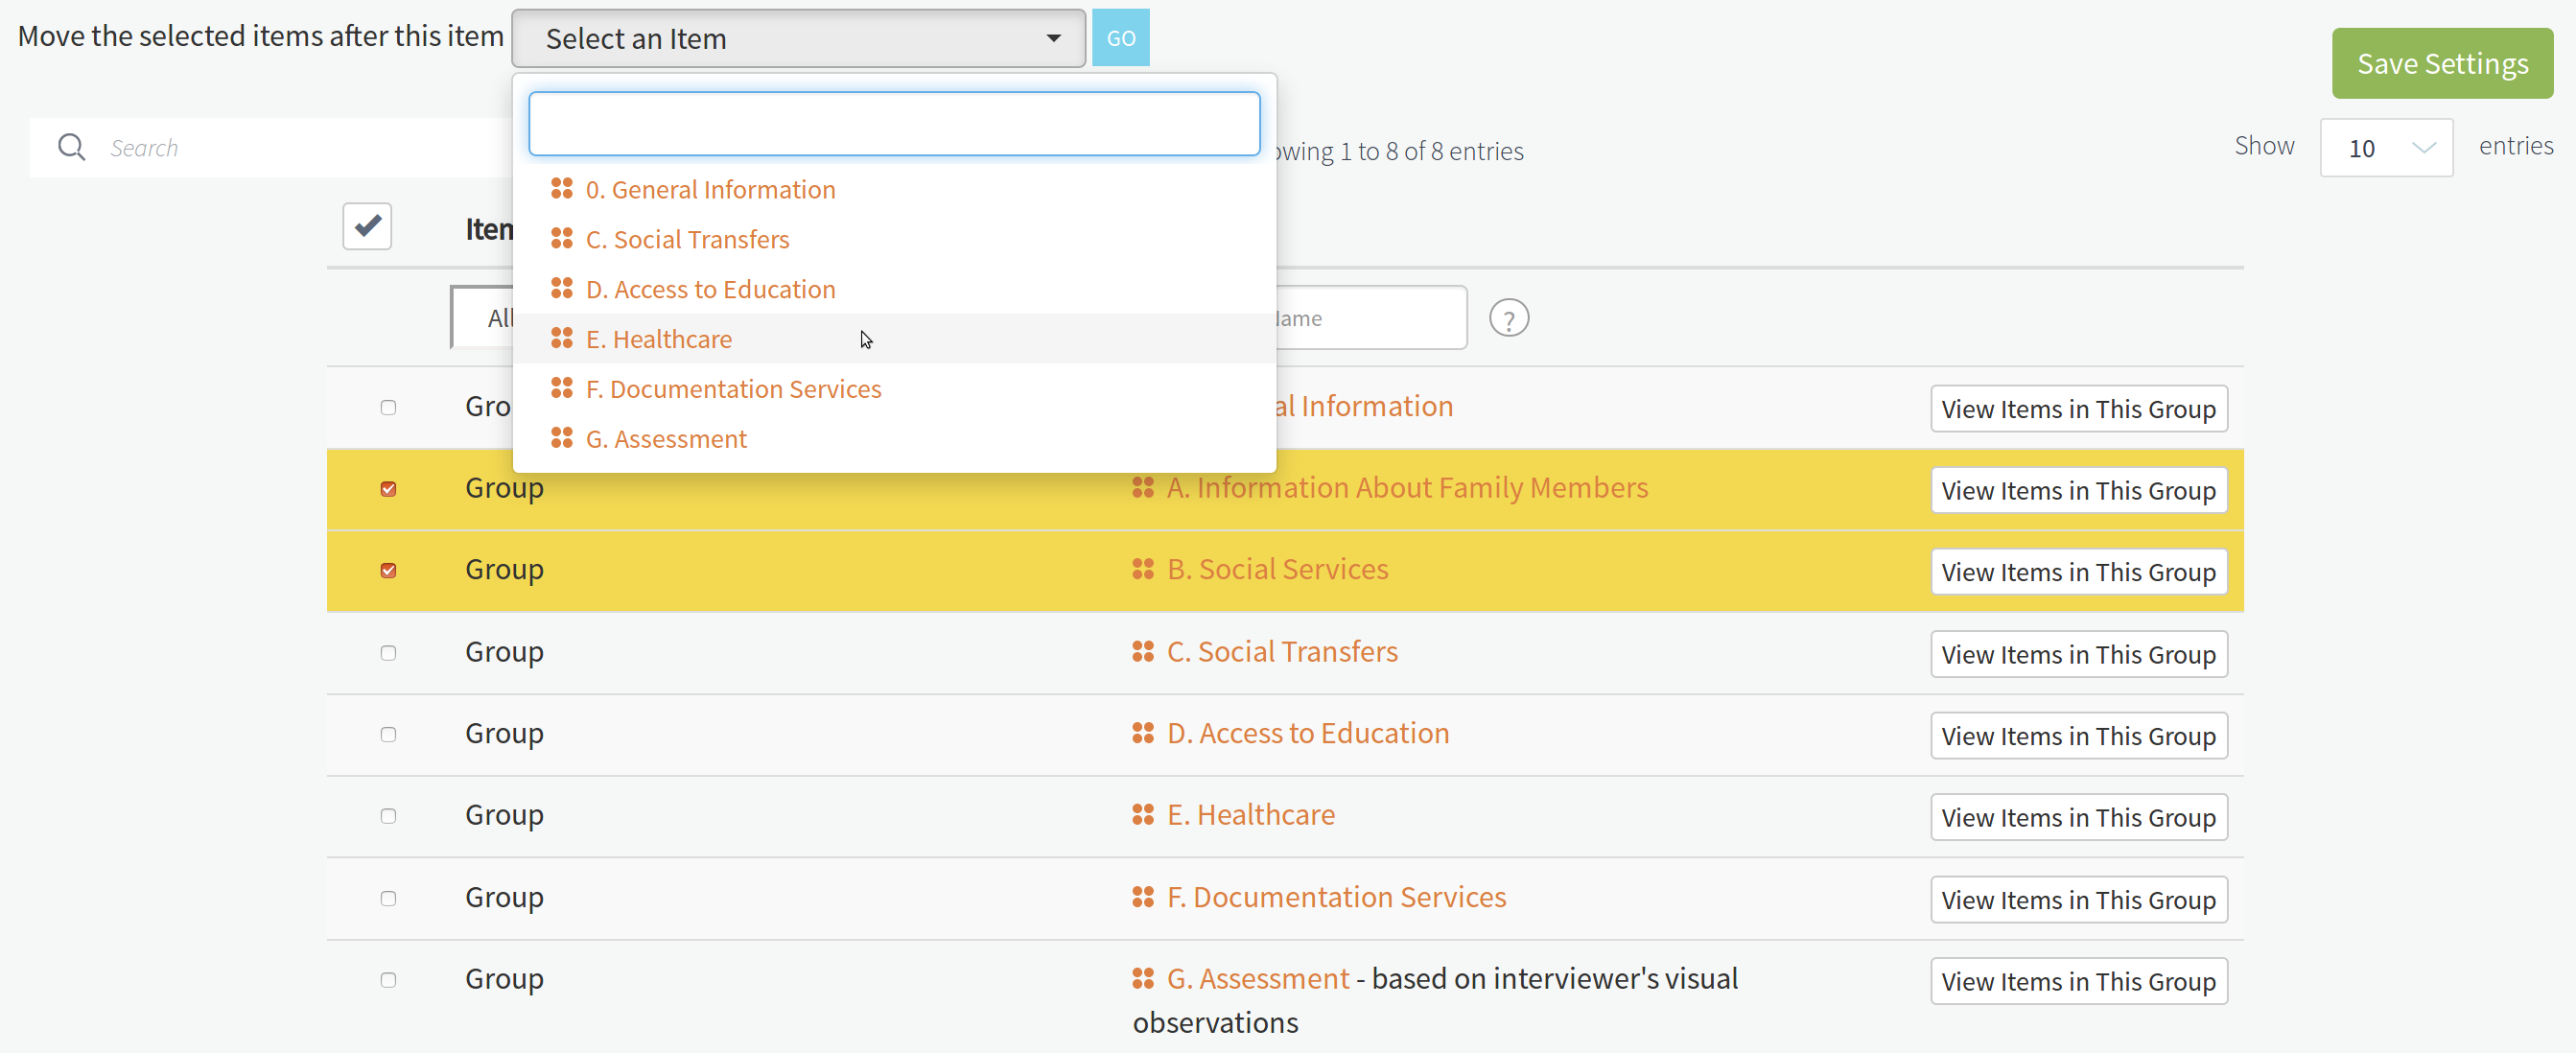 Move the selected items after this item Select an Item GO
Save Settings
Search
owing 1 to 8 of 8 entries
Show 10 entries
0. General Information
C. Social Transfers
D. Access to Education
E. Healthcare
F. Documentation Services
G. Assessment
Item
All
Name
?
Gro al Information View Items in This Group
Group A. Information About Family Members View Items in This Group
Group B. Social Services View Items in This Group
Group C. Social Transfers View Items in This Group
Group D. Access to Education View Items in This Group
Group E. Healthcare View Items in This Group
Group F. Documentation Services View Items in This Group
Group G. Assessment - based on interviewer's visual View Items in This Group
observations